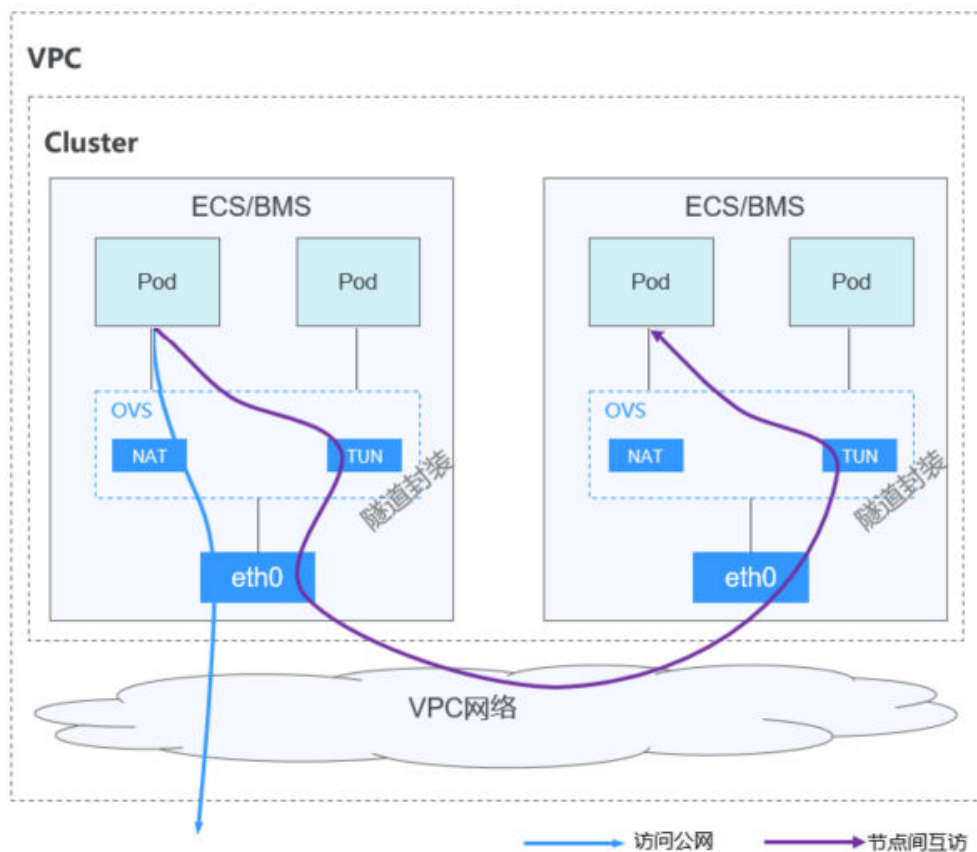 VPC
Cluster
ECS/BMS
Pod
Pod
OVS
NAT
TUN
隧道封装
eth0
ECS/BMS
Pod
Pod
OVS
NAT
TUN
隧道封装
eth0
VPC网络
访问公网
节点间互访